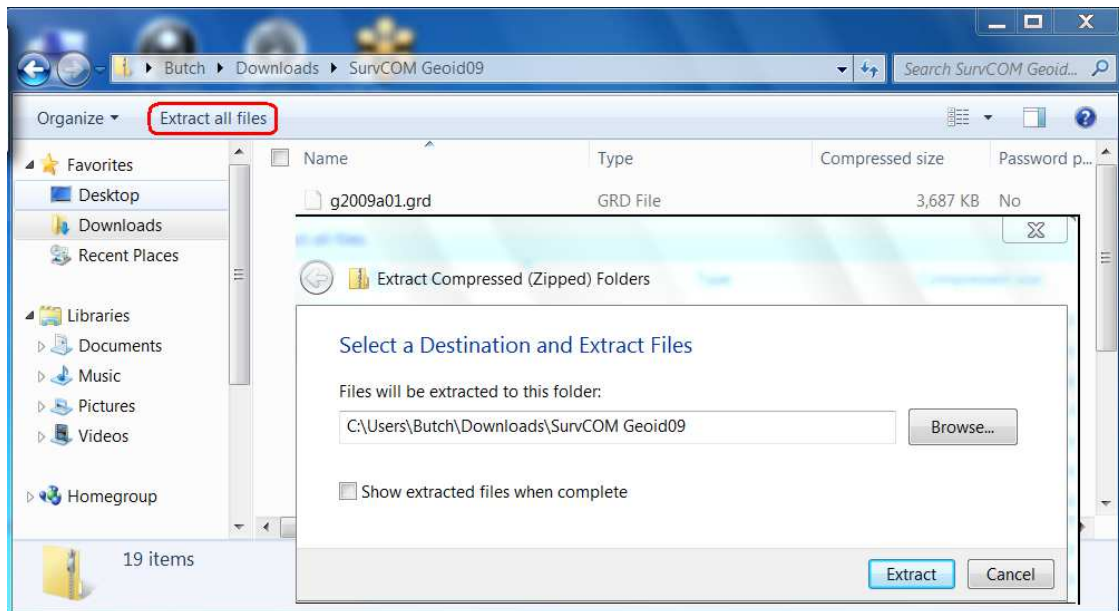 Butch Downloads SurvCOM Geoid09 Search SurvCOM Geoid...
Organize Extract all files
Favorites
Desktop
Downloads
Recent Places
Libraries
Documents
Music
Pictures
Videos
Homegroup
Name Type Compressed size Password p...
g2009a01.grd GRD File 3,687 KB No
Extract Compressed (Zipped) Folders
Select a Destination and Extract Files
Files will be extracted to this folder:
C:\Users\Butch\Downloads\SurvCOM Geoid09 Browse...
Show extracted files when complete
Extract Cancel
19 items